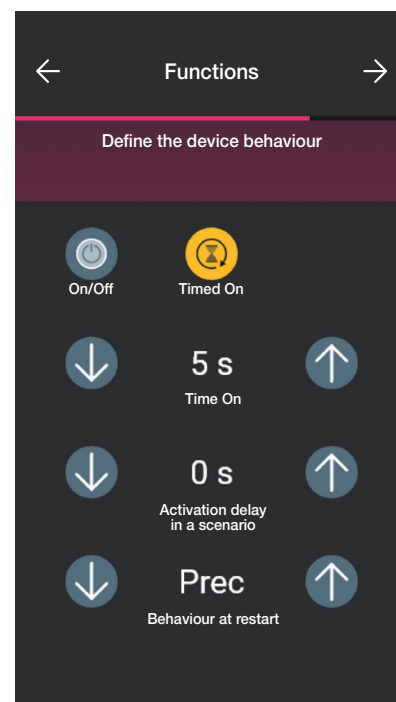 Functions
Define the device behaviour
On/Off
Timed On
5 s
Time On
0 s
Activation delay
in a scenario
Prec
Behaviour at restart